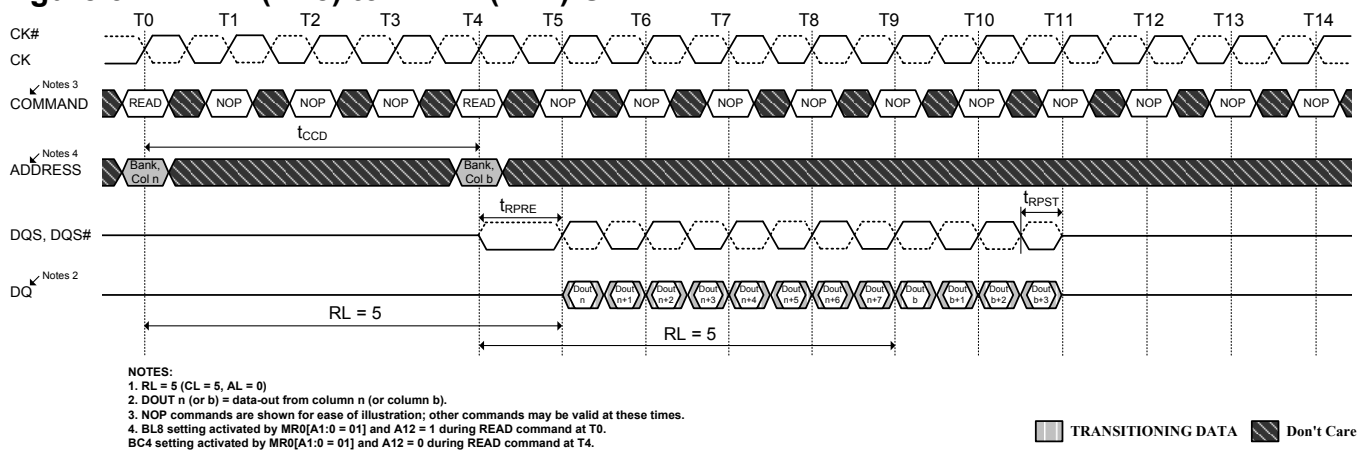 T0 T1 T2 T3 T4 T5 T6 T7 T8 T9 T10 T11 T12 T13 T14
CK#
CK
Notes 3
COMMAND READ NOP NOP NOP READ NOP NOP NOP NOP NOP NOP NOP NOP NOP NOP
tCCD
Notes 4
ADDRESS
Bank, Col n
Bank, Col b
tRPRE
tRPST
DQS, DQS#
Notes 2
DQ
Dout n
Dout n+1
Dout n+2
Dout n+3
Dout n+4
Dout n+5
Dout n+6
Dout n+7
Dout b
Dout b+1
Dout b+2
Dout b+3
RL = 5
RL = 5
NOTES:
1. RL = 5 (CL = 5, AL = 0)
2. DOUT n (or b) = data-out from column n (or column b).
3. NOP commands are shown for ease of illustration; other commands may be valid at these times.
4. BL8 setting activated by MR0[A1:0 = 01] and A12 = 1 during READ command at T0.
BC4 setting activated by MR0[A1:0 = 01] and A12 = 0 during READ command at T4.
TRANSITIONING DATA
Don't Care